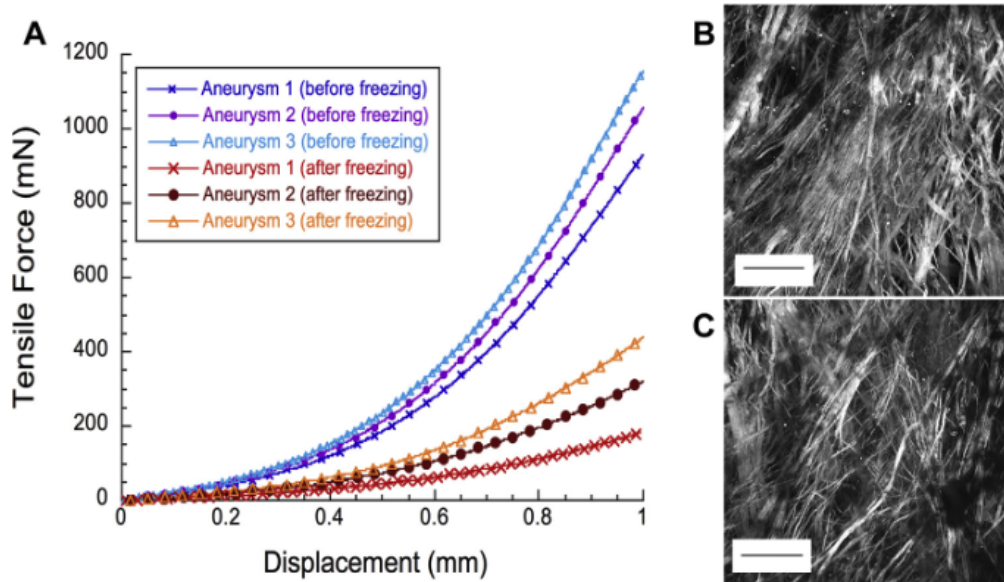 A
1200
1000
800
600
400
200
0
Tensile Force (mN)
Aneurysm 1 (before freezing)
Aneurysm 2 (before freezing)
Aneurysm 3 (before freezing)
Aneurysm 1 (after freezing)
Aneurysm 2 (after freezing)
Aneurysm 3 (after freezing)
0 0.2 0.4 0.6 0.8 1
Displacement (mm)
B
C